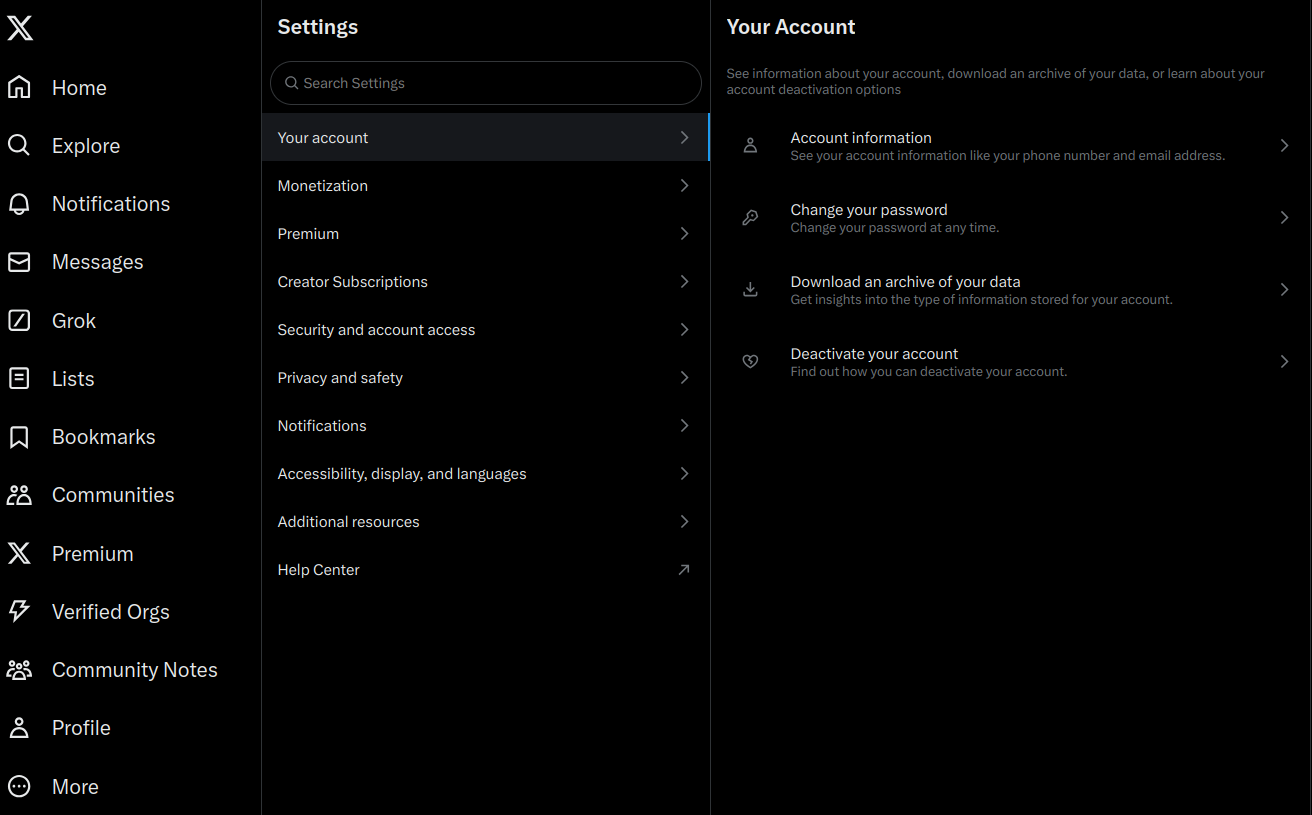 Home
Explore
Notifications
Messages
Grok
Lists
Bookmarks
Communities
Premium
Verified Orgs
Community Notes
Profile
More
Settings
Search Settings
Your account
Monetization
Premium
Creator Subscriptions
Security and account access
Privacy and safety
Notifications
Accessibility, display, and languages
Additional resources
Help Center
Your Account
See information about your account, download an archive of your data, or learn about your
account deactivation options
Account information
See your account information like your phone number and email address.
Change your password
Change your password at any time.
Download an archive of your data
Get insights into the type of information stored for your account.
Deactivate your account
Find out how you can deactivate your account.